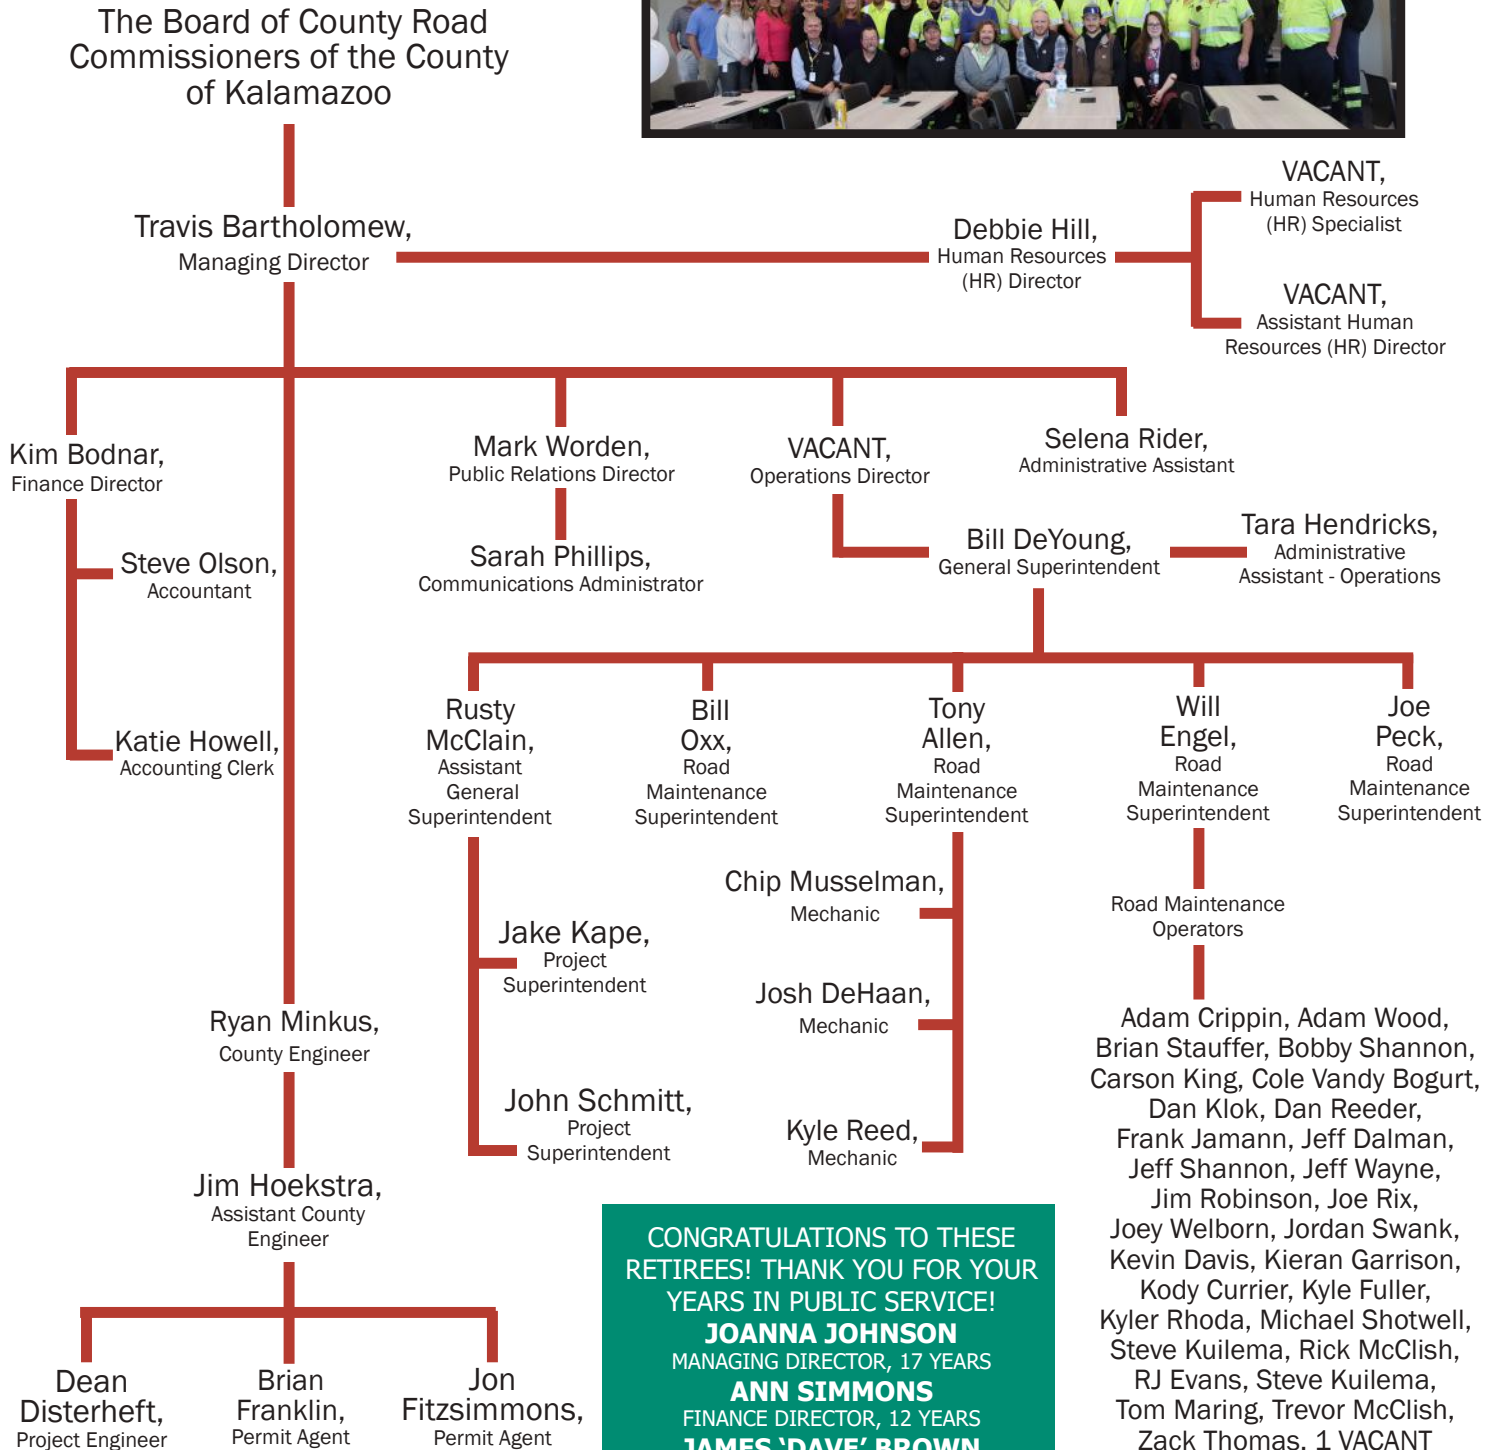 The Board of County Road
Commissioners of the County
of Kalamazoo
Travis Bartholomew,
Managing Director
Debbie Hill,
Human Resources
(HR) Director
VACANT,
Human Resources
(HR) Specialist
VACANT,
Assistant Human
Resources (HR) Director
Kim Bodnar,
Finance Director
Steve Olson,
Accountant
Katie Howell,
Accounting Clerk
Mark Worden,
Public Relations Director
Sarah Phillips,
Communications Administrator
VACANT,
Operations Director
Selena Rider,
Administrative Assistant
Bill DeYoung,
General Superintendent
Tara Hendricks,
Administrative
Assistant - Operations
Rusty
McClain,
Assistant
General
Superintendent
Bill
Oxx,
Road
Maintenance
Superintendent
Tony
Allen,
Road
Maintenance
Superintendent
Will
Engel,
Road
Maintenance
Superintendent
Joe
Peck,
Road
Maintenance
Superintendent
Jake Kape,
Project
Superintendent
John Schmitt,
Project
Superintendent
Chip Musselman,
Mechanic
Josh DeHaan,
Mechanic
Kyle Reed,
Mechanic
Road Maintenance
Operators
Adam Crippin, Adam Wood,
Brian Stauffer, Bobby Shannon,
Carson King, Cole Vandy Bogurt,
Dan Klok, Dan Reeder,
Frank Jamann, Jeff Dalman,
Jeff Shannon, Jeff Wayne,
Jim Robinson, Joe Rix,
Joey Welborn, Jordan Swank,
Kevin Davis, Kieran Garrison,
Kody Currier, Kyle Fuller,
Kyler Rhoda, Michael Shotwell,
Steve Kuilema, Rick McClish,
RJ Evans, Steve Kuilema,
Tom Maring, Trevor McClish,
Zack Thomas, 1 VACANT
Ryan Minkus,
County Engineer
Jim Hoekstra,
Assistant County
Engineer
Dean
Disterheft,
Project Engineer
Brian
Franklin,
Permit Agent
Jon
Fitzsimmons,
Permit Agent
CONGRATULATIONS TO THESE
RETIREES! THANK YOU FOR YOUR
YEARS IN PUBLIC SERVICE!
JOANNA JOHNSON
MANAGING DIRECTOR, 17 YEARS
ANN SIMMONS
FINANCE DIRECTOR, 12 YEARS
JAMES 'DAVE' BROWN